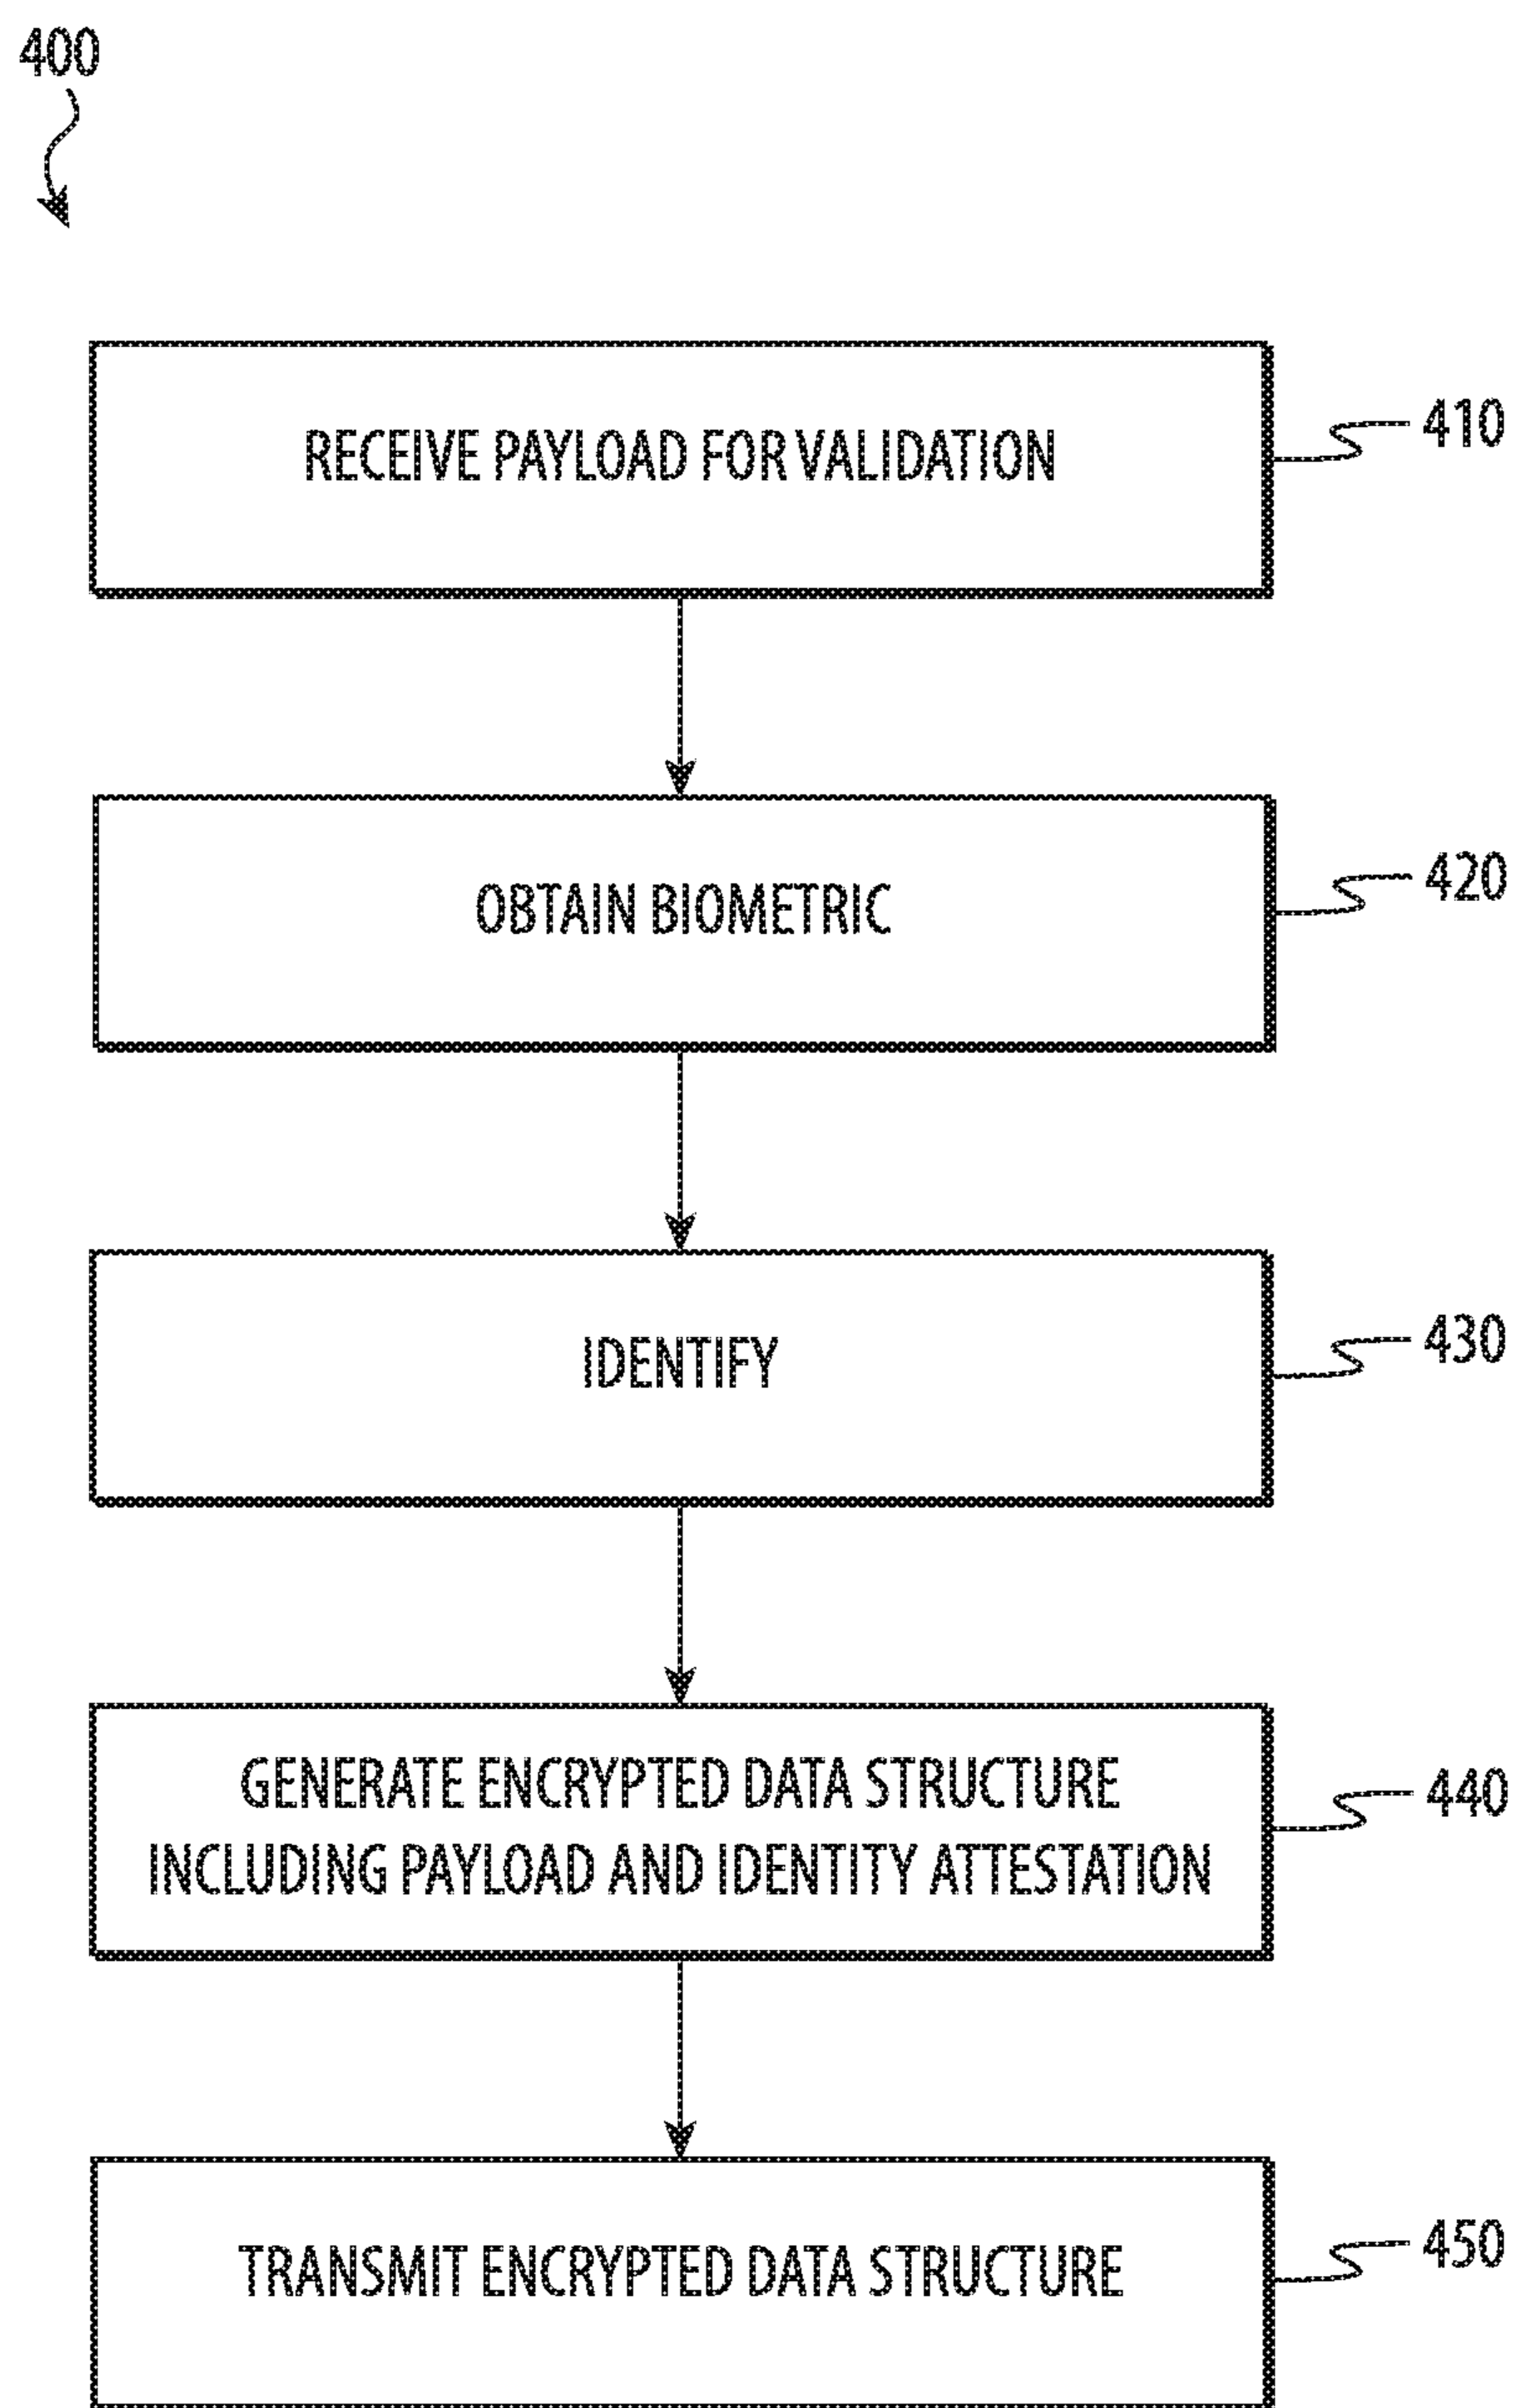 400
RECEIVE PAYLOAD FOR VALIDATION
410
OBTAIN BIOMETRIC
420
IDENTIFY
430
GENERATE ENCRYPTED DATA STRUCTURE
INCLUDING PAYLOAD AND IDENTITY ATTESTATION
440
TRANSMIT ENCRYPTED DATA STRUCTURE
450